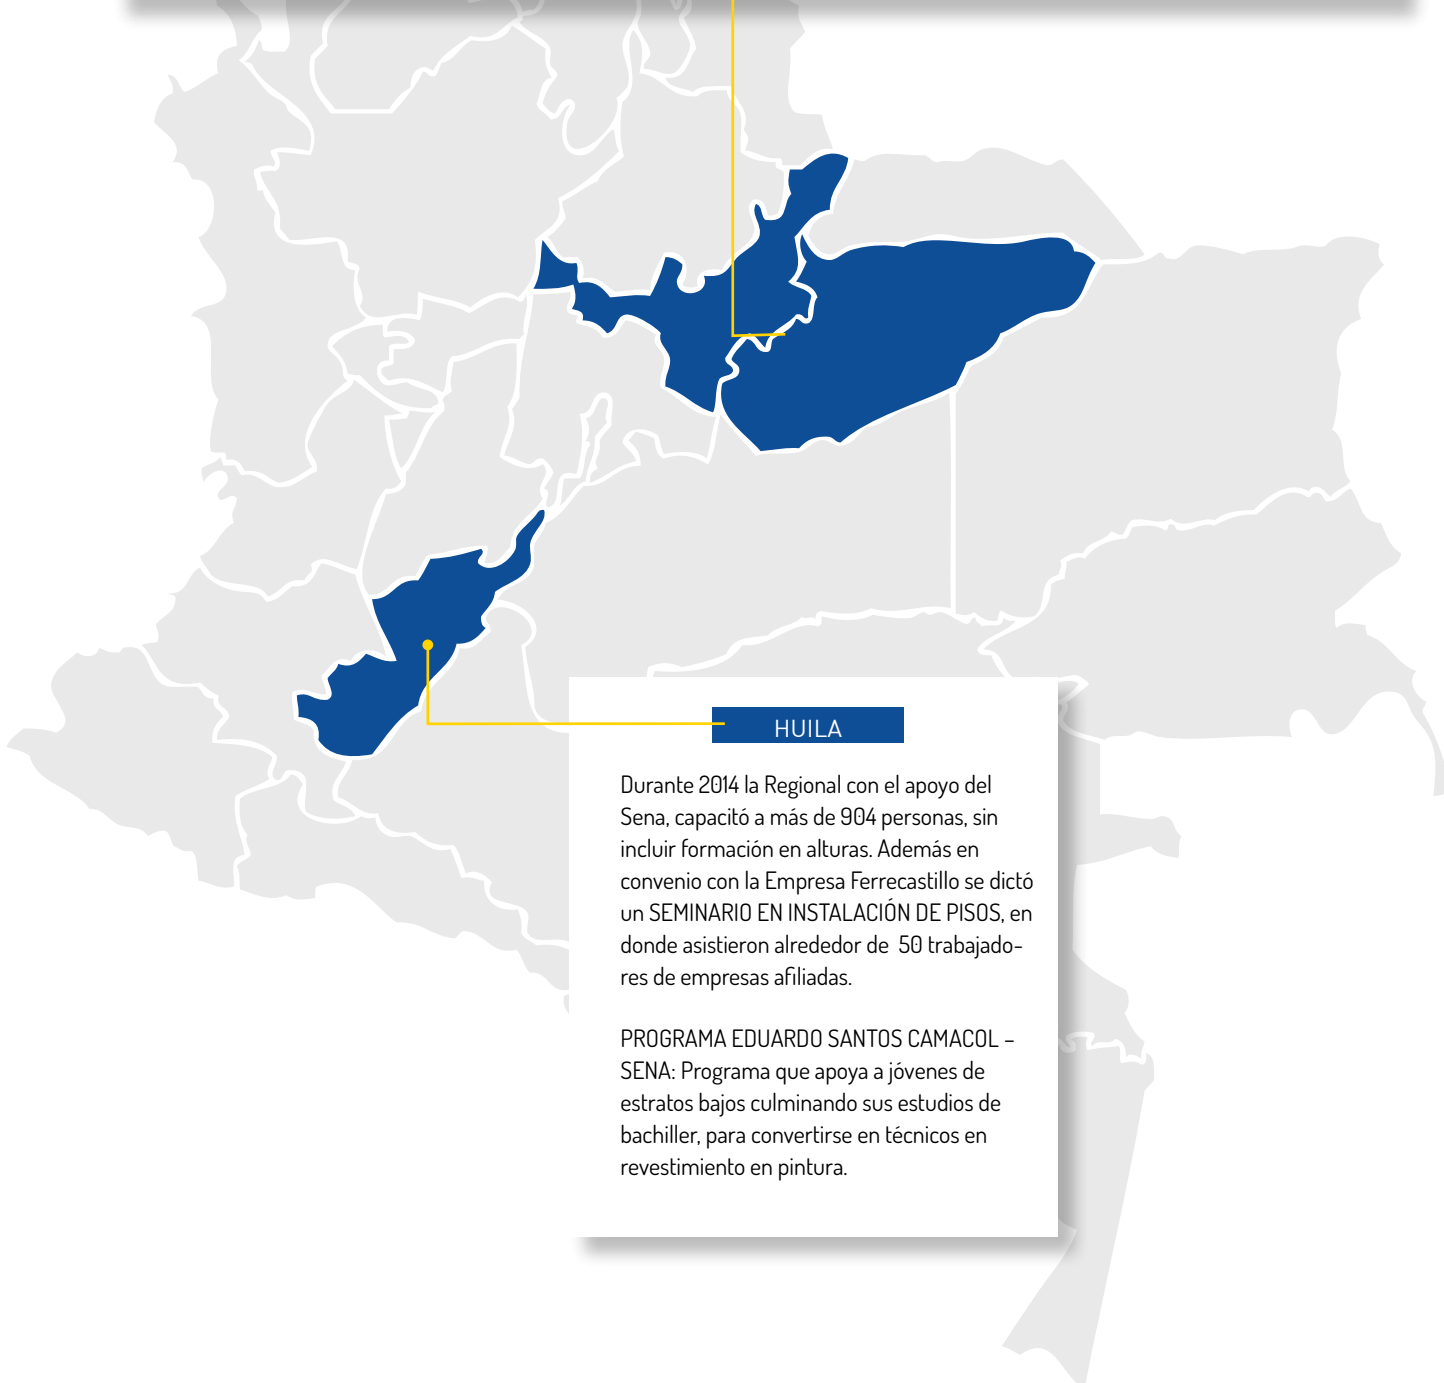 HUILA
Durante 2014 la Regional con el apoyo del
Sena, capacitó a más de 904 personas, sin
incluir formación en alturas. Además en
convenio con la Empresa Ferrecastillo se dictó
un SEMINARIO EN INSTALACIÓN DE PISOS, en
donde asistieron alrededor de 50 trabajado-
res de empresas afiliadas.
PROGRAMA EDUARDO SANTOS CAMACOL –
SENA: Programa que apoya a jóvenes de
estratos bajos culminando sus estudios de
bachiller, para convertirse en técnicos en
revestimiento en pintura.